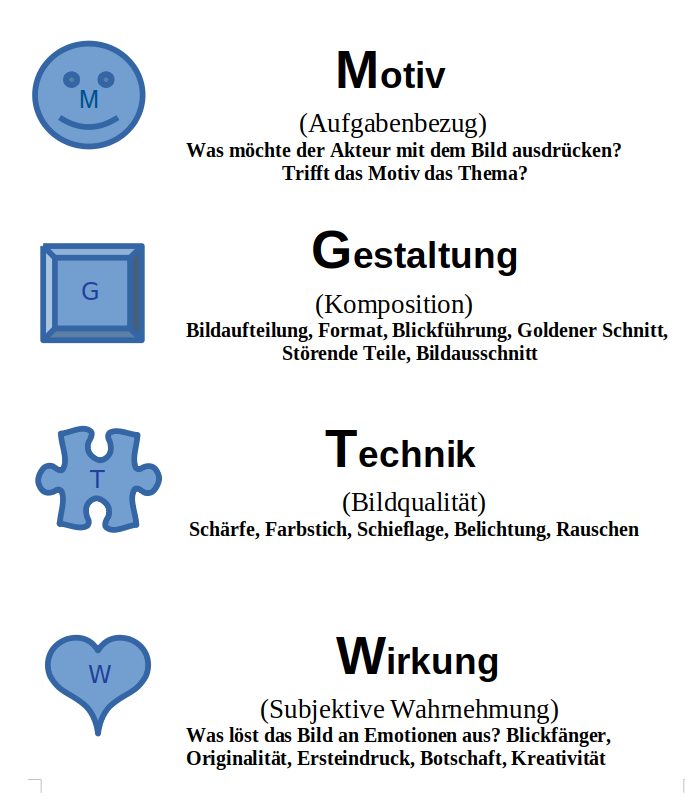 M
Motiv
(Aufgabenbezug)
Was möchte der Akteur mit dem Bild ausdrücken?
Trifft das Motiv das Thema?
G
Gestaltung
(Komposition)
Bildaufteilung, Format, Blickführung, Goldener Schnitt,
Störende Teile, Bildausschnitt
T
Technik
(Bildqualität)
Schärfe, Farbstich, Schieflage, Belichtung, Rauschen
W
Wirkung
(Subjektive Wahrnehmung)
Was löst das Bild an Emotionen aus? Blickfänger,
Originalität, Ersteindruck, Botschaft, Kreativität